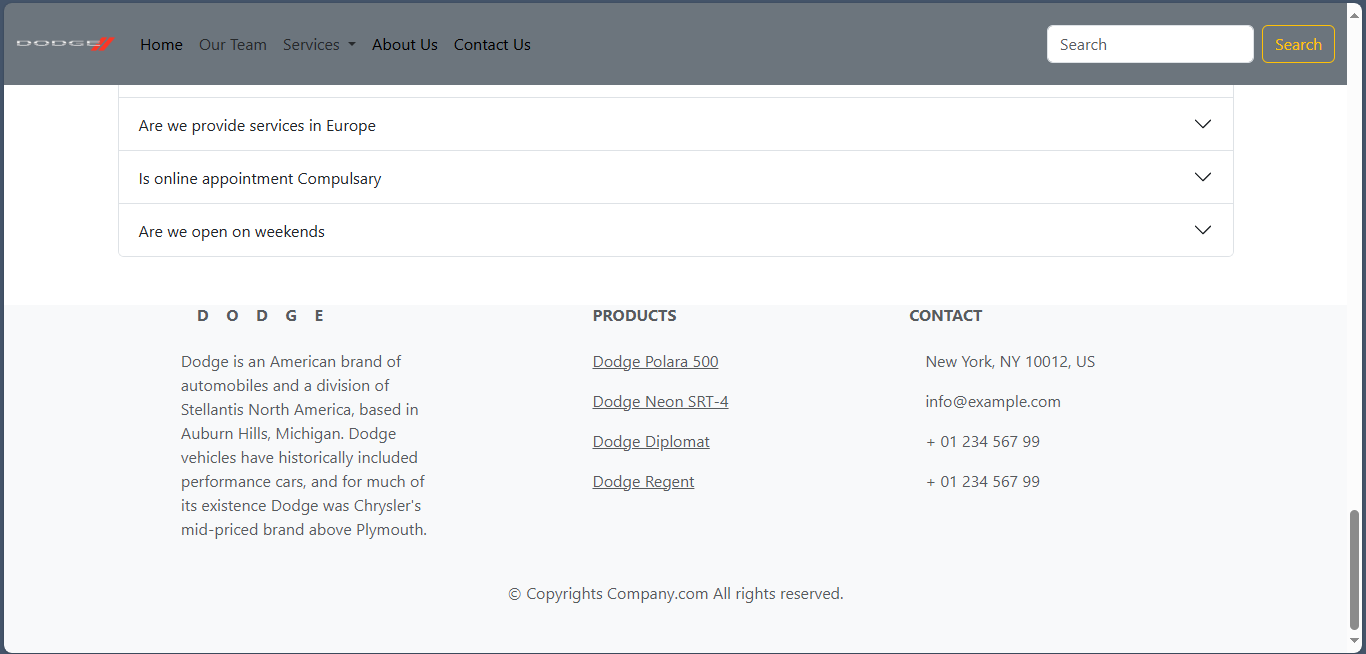 DODGE Home Our Team Services About Us Contact Us Search Search
Are we provide services in Europe
Is online appointment Compulsary
Are we open on weekends
D O D G E
Dodge is an American brand of
automobiles and a division of
Stellantis North America, based in
Auburn Hills, Michigan. Dodge
vehicles have historically included
performance cars, and for much of
its existence Dodge was Chrysler's
mid-priced brand above Plymouth.
PRODUCTS
Dodge Polara 500
Dodge Neon SRT-4
Dodge Diplomat
Dodge Regent
CONTACT
New York, NY 10012, US
info@example.com
+ 01 234 567 99
+ 01 234 567 99
© Copyrights Company.com All rights reserved.